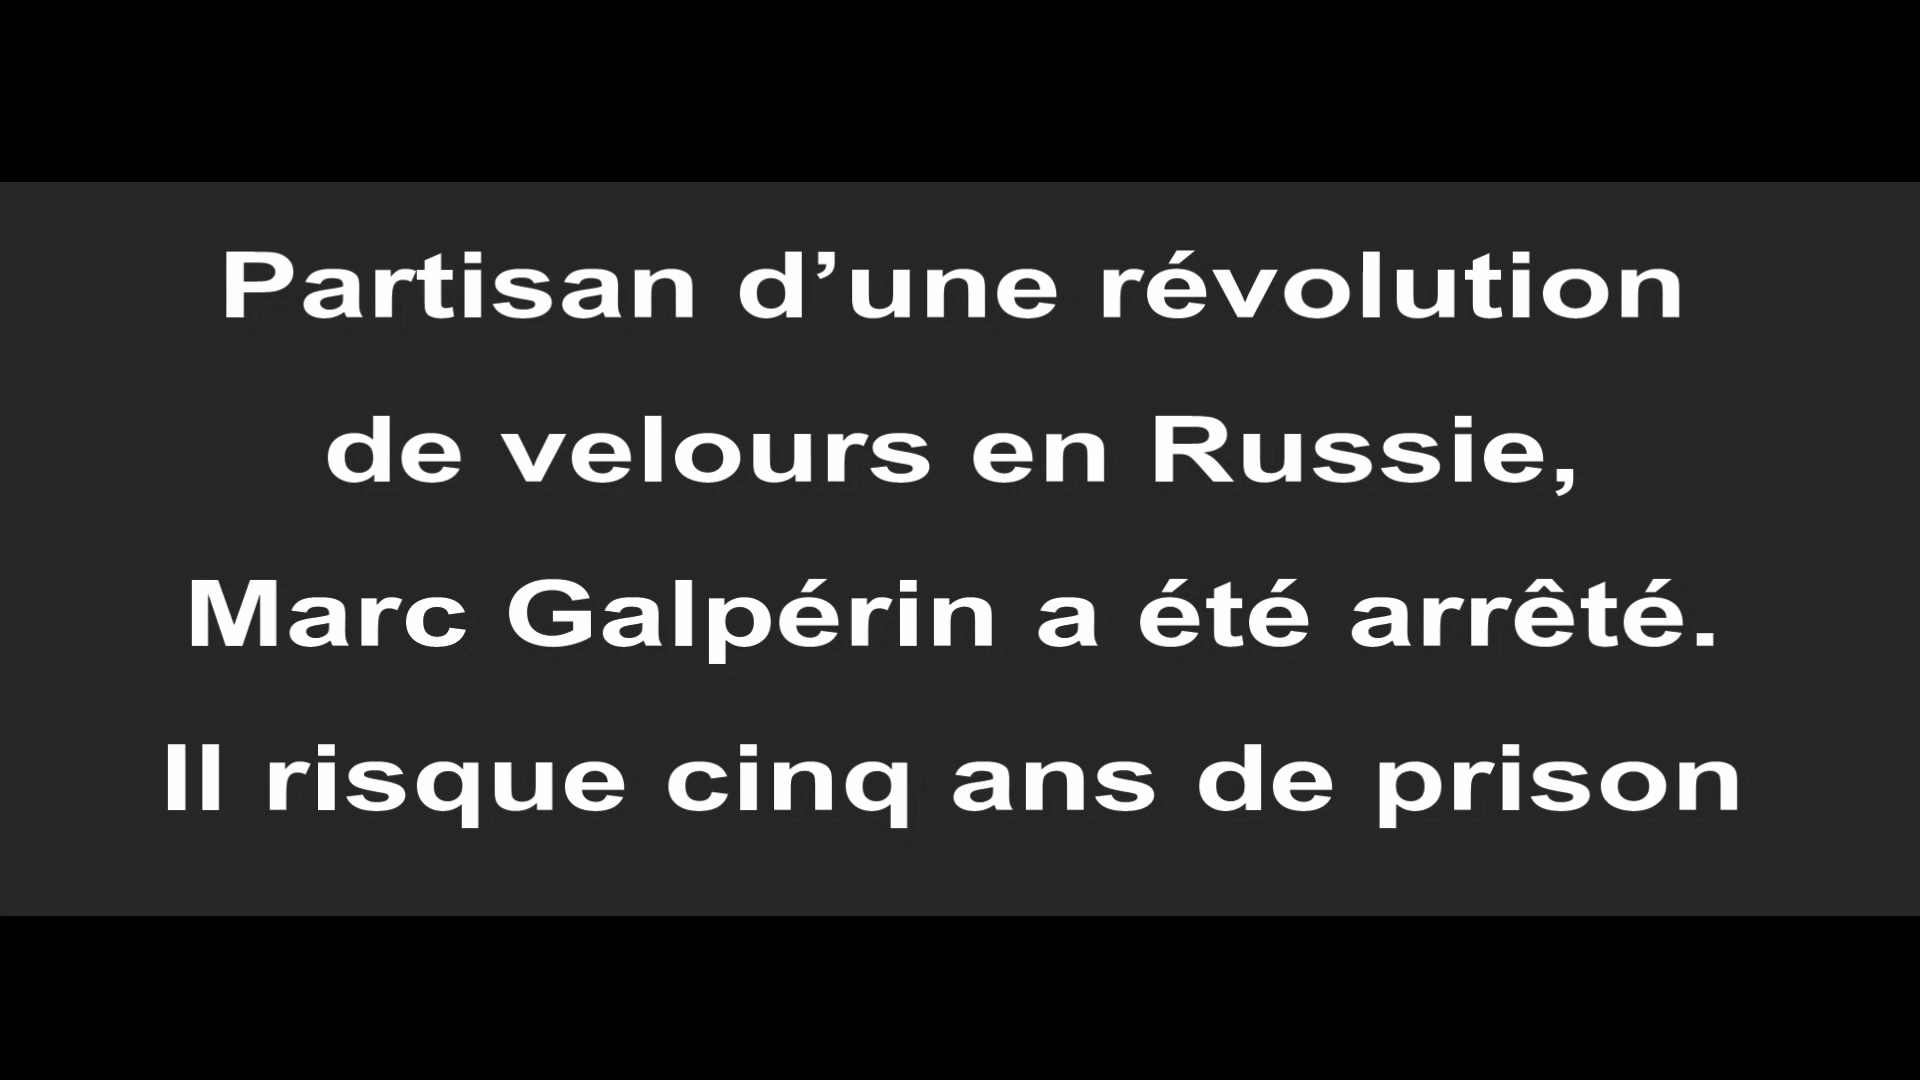 Partisan d’une révolution
de velours en Russie,
Marc Galpérin a été arrêté.
Il risque cinq ans de prison